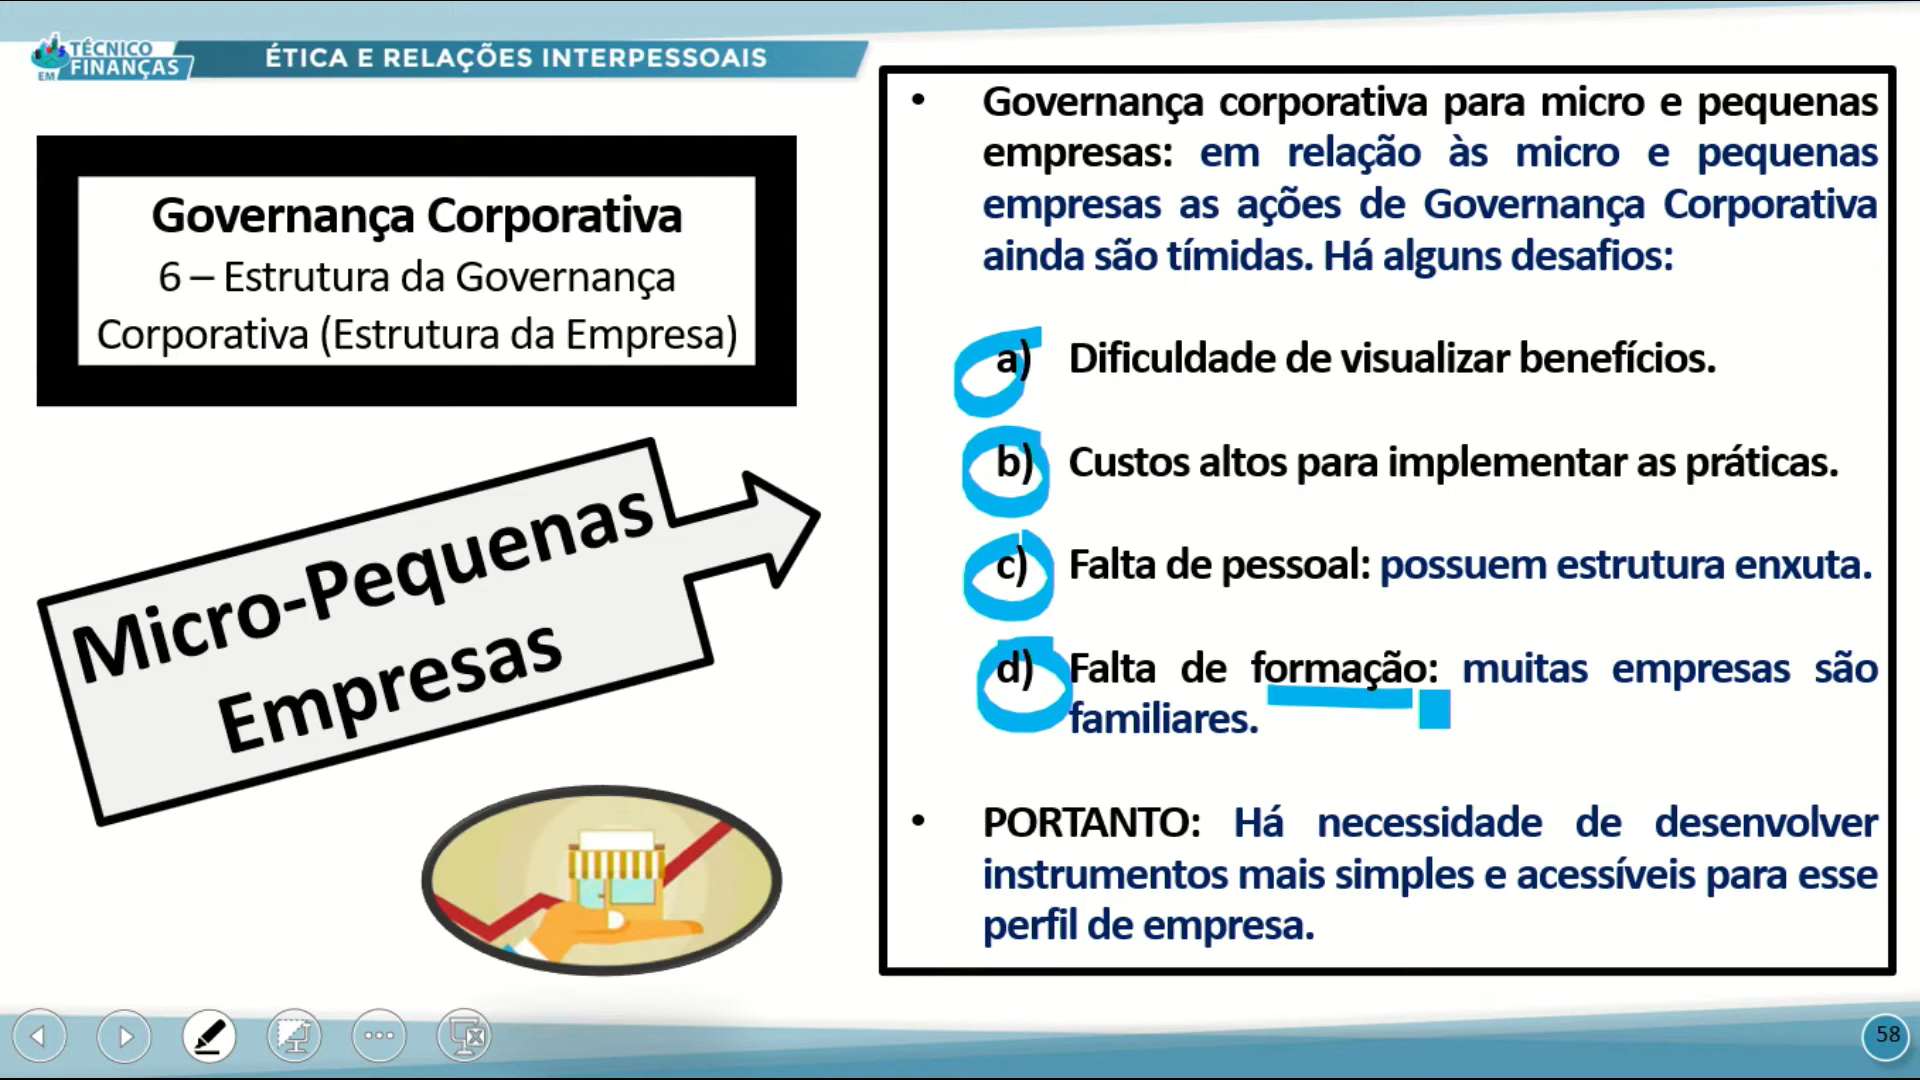 TÉCNICO
EM FINANÇAS
ÉTICA E RELAÇÕES INTERPESSOAIS
Governança Corporativa
6 – Estrutura da Governança
Corporativa (Estrutura da Empresa)
Micro-Pequenas
Empresas
• Governança corporativa para micro e pequenas
empresas: em relação às micro e pequenas
empresas as ações de Governança Corporativa
ainda são tímidas. Há alguns desafios:
a) Dificuldade de visualizar benefícios.
b) Custos altos para implementar as práticas.
c) Falta de pessoal: possuem estrutura enxuta.
d) Falta de formação: muitas empresas são
familiares.
• PORTANTO: Há necessidade de desenvolver
instrumentos mais simples e acessíveis para esse
perfil de empresa.
58